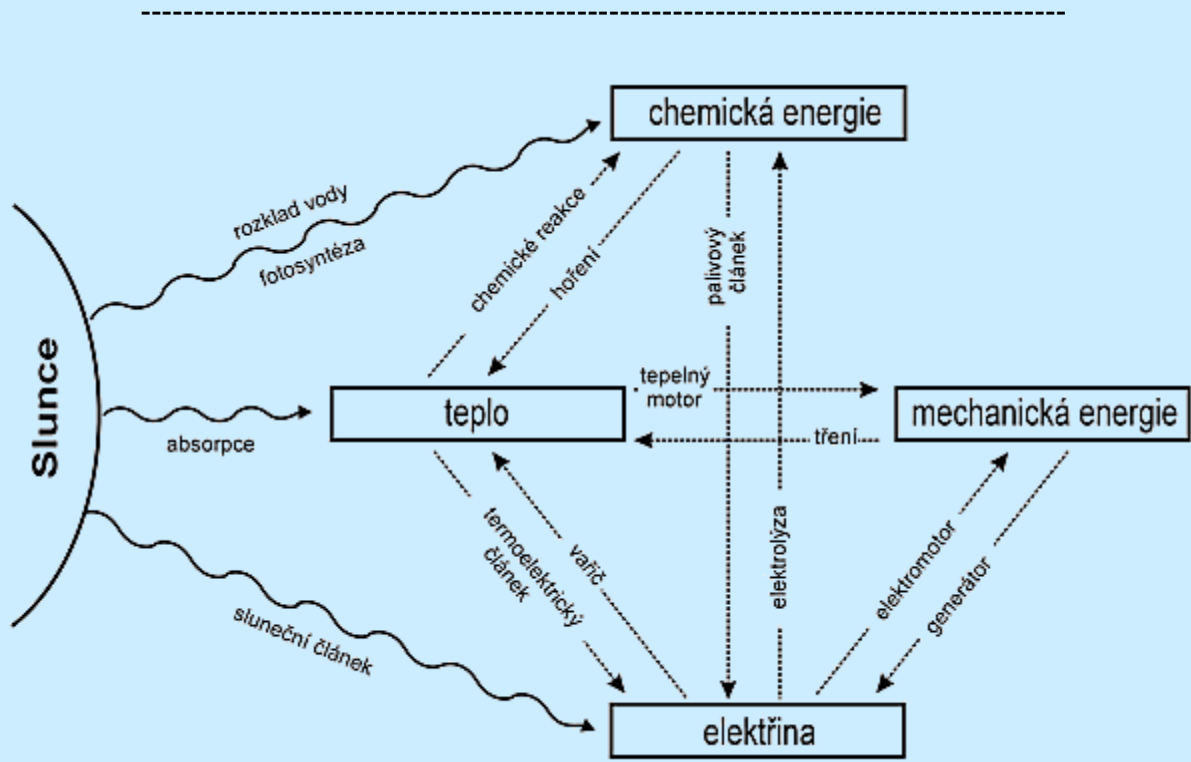 chemická energie
rozklad vody
fotosyntéza
chemické reakce
hoření
palivový
článek
Slunce
absorpce
teplo
tepelný
motor
tření
mechanická energie
termoelektrický
článek
vařič
elektrolýza
elektromotor
generátor
sluneční článek
elektřina